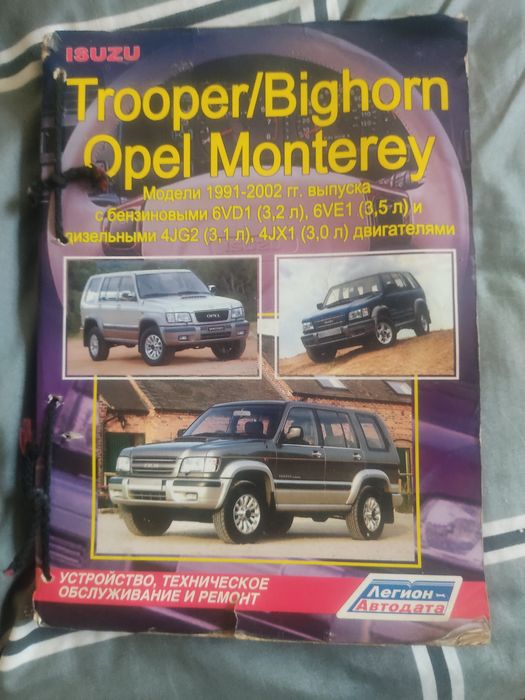 ISUZU
Trooper/Bighorn
Opel Monterey
Модели 1991-2002 гг. выпуска
с бензиновыми 6VD1 (3,2 л), 6VE1 (3,5 л) и
дизельными 4JG2 (3,1 л), 4JX1 (3,0 л) двигателями
OPEL
УСТРОЙСТВО, ТЕХНИЧЕСКОЕ
ОБСЛУЖИВАНИЕ И РЕМОНТ
Легион-
Автодата